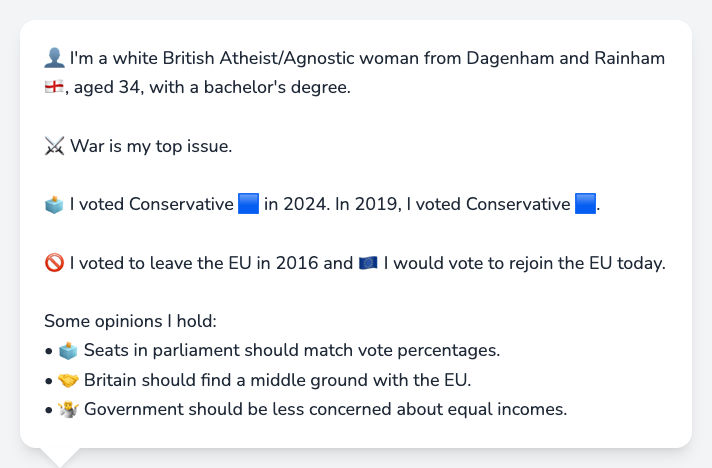 👤 I'm a white British Atheist/Agnostic woman from Dagenham and Rainham
🏴󠁧󠁢󠁥󠁮󠁧󠁿, aged 34, with a bachelor's degree.
⚔️ War is my top issue.
🗳️ I voted Conservative 🟦 in 2024. In 2019, I voted Conservative 🟦.
🚫 I voted to leave the EU in 2016 and 🇪🇺 I would vote to rejoin the EU today.
Some opinions I hold:
• 🗳️ Seats in parliament should match vote percentages.
• 🤝 Britain should find a middle ground with the EU.
• 🤷 Government should be less concerned about equal incomes.